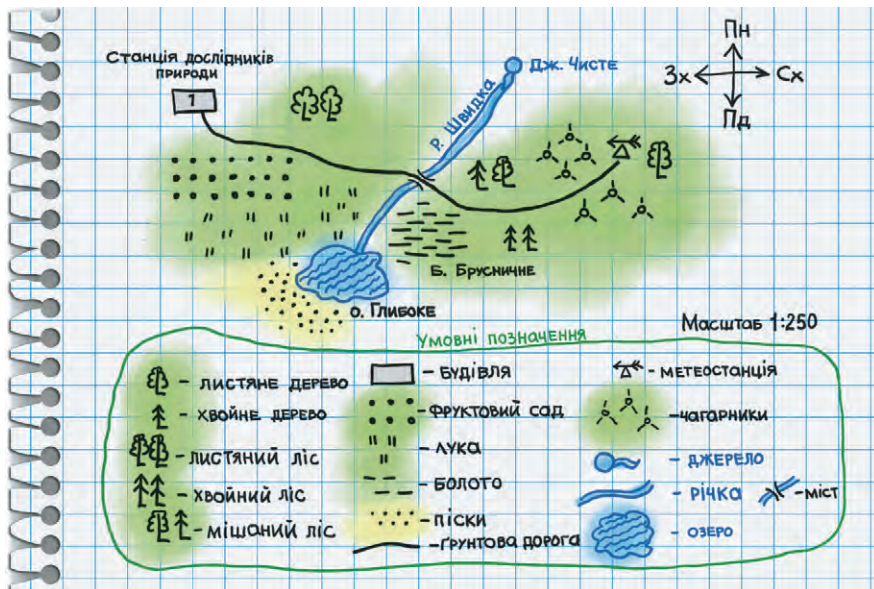 Станція дослідників
природи
1
Дж. Чисте
Р. Швидка
Пн
Зх
Сх
Пд
Б. Брусничне
О. Глибоке
Масштаб 1:250
Умовні позначення
- листяне дерево
- хвойне дерево
- листяний ліс
- хвойний ліс
- мішаний ліс
- будівля
- фруктовий сад
- лука
- болото
- піски
- ґрунтова дорога
- метеостанція
- чагарники
- джерело
- річка
- міст
- озеро